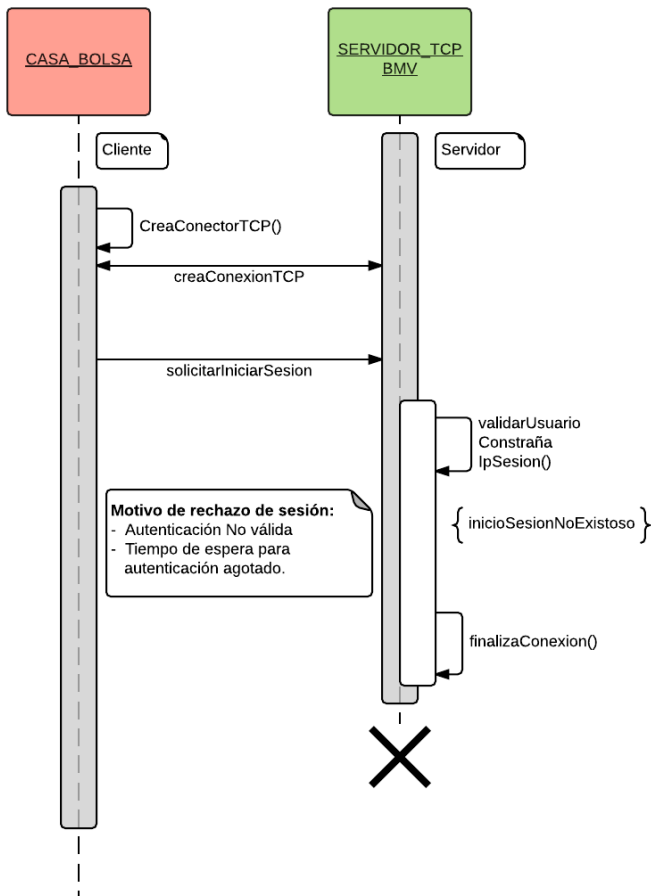 CASA_BOLSA
SERVIDOR_TCP
BMV
Cliente
Servidor
CreaConectorTCP()
creaConexionTCP
solicitarIniciarSesion
validarUsuario
Constraña
IpSesion()
Motivo de rechazo de sesión:
- Autenticación No válida
- Tiempo de espera para
autenticación agotado.
{ inicioSesionNoExistoso }
finalizaConexion()